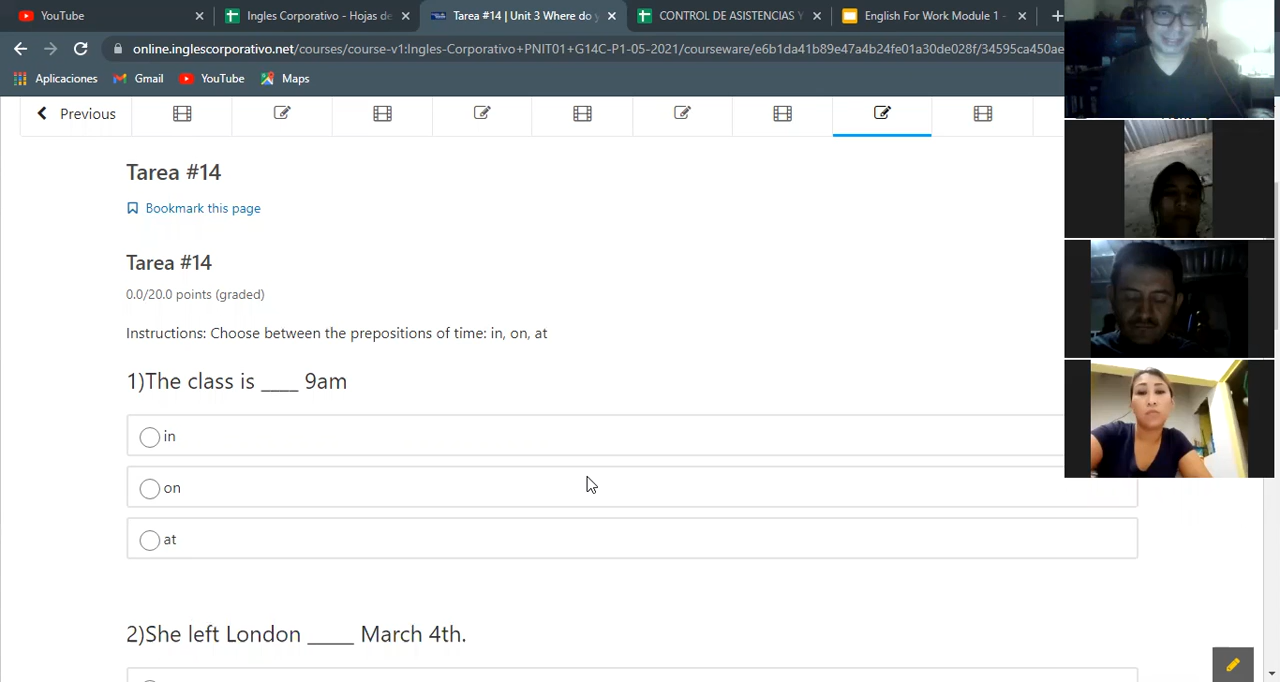 YouTube
Ingles Corporativo - Hojas de
Tarea #14 | Unit 3 Where do y
CONTROL DE ASISTENCIAS Y
English For Work Module 1 -
online.inglescorporativo.net/courses/course-v1:Ingles-Corporativo+PNIT01+G14C-P1-05-2021/courseware/e6b1da41b89e47a4b24fe01a30de028f/34595ca450ae
Aplicaciones
Gmail
YouTube
Maps
Previous
Tarea #14
Bookmark this page
Tarea #14
0.0/20.0 points (graded)
Instructions: Choose between the prepositions of time: in, on, at
1)The class is ____ 9am
in
on
at
2)She left London _____ March 4th.